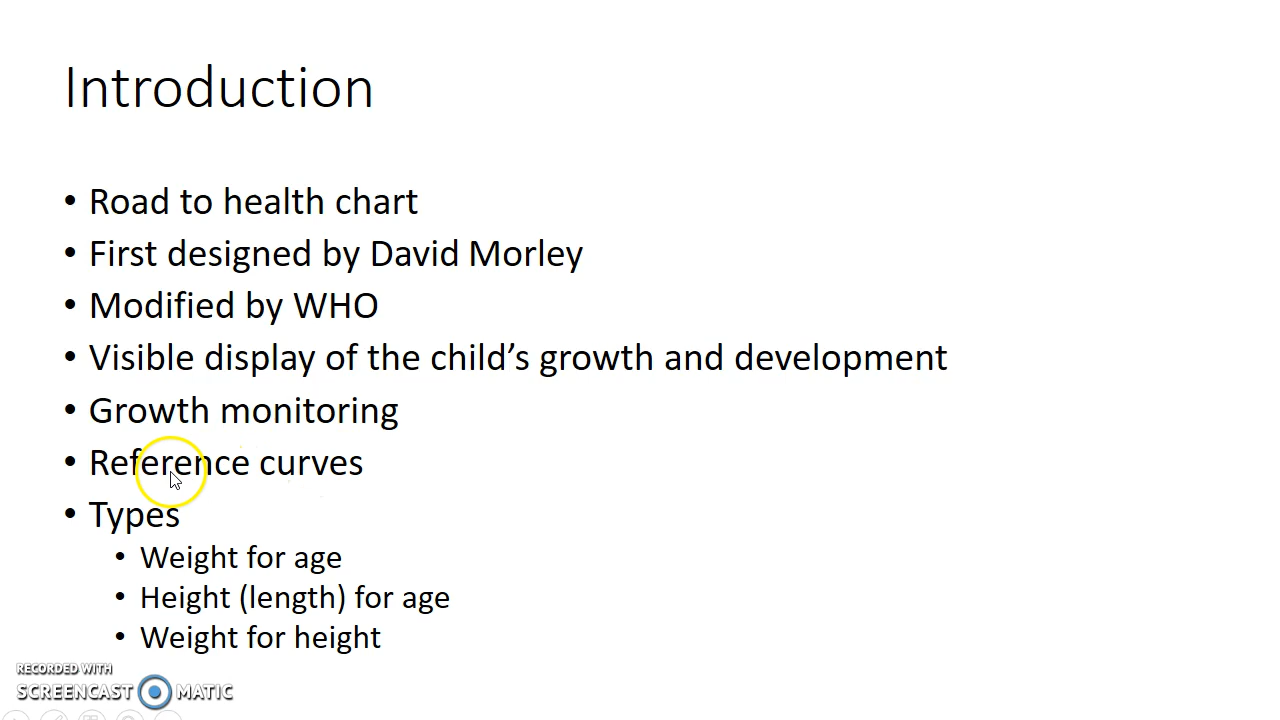 Introduction
• Road to health chart
• First designed by David Morley
• Modified by WHO
• Visible display of the child’s growth and development
• Growth monitoring
• Reference curves
• Types
• Weight for age
• Height (length) for age
• Weight for height
RECORDED WITH
SCREENCAST MATIC